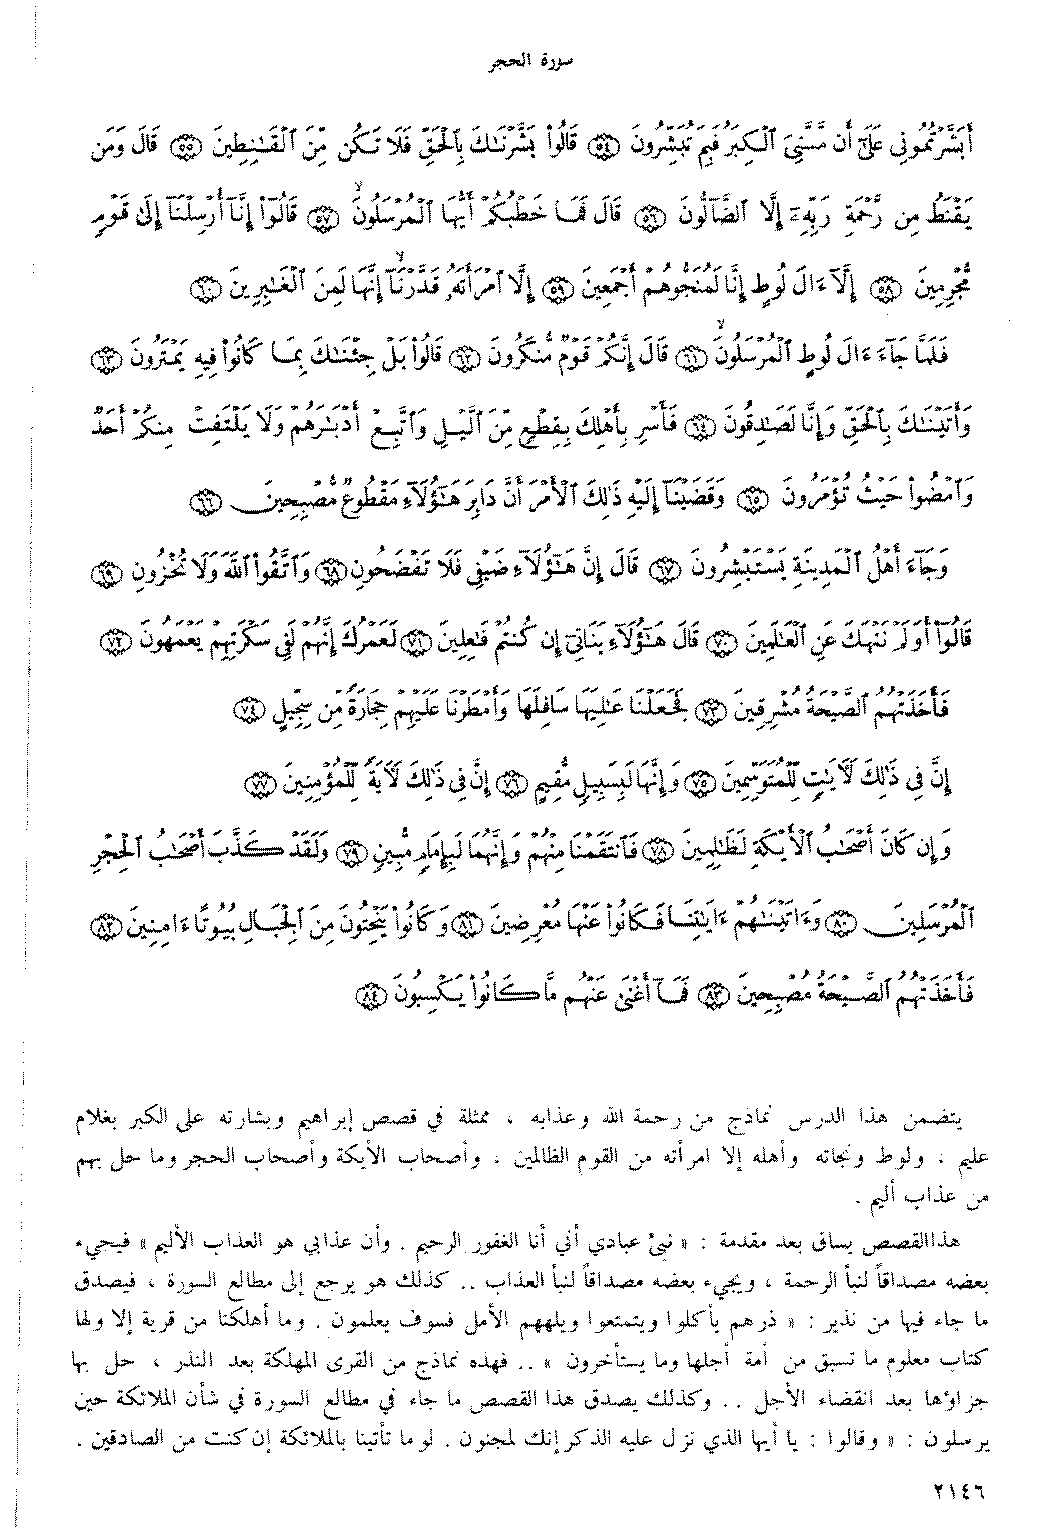 سورة الحجر
أَبَشَّرْتُمُونِي عَلَىٰٓ أَن مَّسَّنِيَ ٱلْكِبَرُ فَبِمَ تُبَشِّرُونَ ۝٥٤ قَالُوا۟ بَشَّرْنَٰكَ بِٱلْحَقِّ فَلَا تَكُن مِّنَ ٱلْقَٰنِطِينَ ۝٥٥ قَالَ وَمَن
يَقْنَطُ مِن رَّحْمَةِ رَبِّهِۦٓ إِلَّا ٱلضَّآلُّونَ ۝٥٦ قَالَ فَمَا خَطْبُكُمْ أَيُّهَا ٱلْمُرْسَلُونَ ۝٥٧ قَالُوٓا۟ إِنَّآ أُرْسِلْنَآ إِلَىٰ قَوْمٍ
مُّجْرِمِينَ ۝٥٨ إِلَّآ ءَالَ لُوطٍ إِنَّا لَمُنَجُّوهُمْ أَجْمَعِينَ ۝٥٩ إِلَّا ٱمْرَأَتَهُۥ قَدَّرْنَآ إِنَّهَا لَمِنَ ٱلْغَٰبِرِينَ ۝٦٠
فَلَمَّا جَآءَ ءَالَ لُوطٍ ٱلْمُرْسَلُونَ ۝٦١ قَالَ إِنَّكُمْ قَوْمٌ مُّنكَرُونَ ۝٦٢ قَالُوا۟ بَلْ جِئْنَٰكَ بِمَا كَانُوا۟ فِيهِ يَمْتَرُونَ ۝٦٣
وَأَتَيْنَٰكَ بِٱلْحَقِّ وَإِنَّا لَصَٰدِقُونَ ۝٦٤ فَأَسْرِ بِأَهْلِكَ بِقِطْعٍ مِّنَ ٱلَّيْلِ وَٱتَّبِعْ أَدْبَٰرَهُمْ وَلَا يَلْتَفِتْ مِنكُمْ أَحَدٌ
وَٱمْضُوا۟ حَيْثُ تُؤْمَرُونَ ۝٦٥ وَقَضَيْنَآ إِلَيْهِ ذَٰلِكَ ٱلْأَمْرَ أَنَّ دَابِرَ هَٰٓؤُلَآءِ مَقْطُوعٌ مُّصْبِحِينَ ۝٦٦
وَجَآءَ أَهْلُ ٱلْمَدِينَةِ يَسْتَبْشِرُونَ ۝٦٧ قَالَ إِنَّ هَٰٓؤُلَآءِ ضَيْفِي فَلَا تَفْضَحُونِ ۝٦٨ وَٱتَّقُوا۟ ٱللَّهَ وَلَا تُخْزُونِ ۝٦٩
قَالُوٓا۟ أَوَلَمْ نَنْهَكَ عَنِ ٱلْعَٰلَمِينَ ۝٧٠ قَالَ هَٰٓؤُلَآءِ بَنَاتِيٓ إِن كُنتُمْ فَٰعِلِينَ ۝٧١ لَعَمْرُكَ إِنَّهُمْ لَفِي سَكْرَتِهِمْ يَعْمَهُونَ ۝٧٢
فَأَخَذَتْهُمُ ٱلصَّيْحَةُ مُشْرِقِينَ ۝٧٣ فَجَعَلْنَا عَٰلِيَهَا سَافِلَهَا وَأَمْطَرْنَا عَلَيْهِمْ حِجَارَةً مِّن سِجِّيلٍ ۝٧٤
إِنَّ فِي ذَٰلِكَ لَآيَٰتٍ لِّلْمُتَوَسِّمِينَ ۝٧٥ وَإِنَّهَا لَبِسَبِيلٍ مُّقِيمٍ ۝٧٦ إِنَّ فِي ذَٰلِكَ لَآيَةً لِّلْمُؤْمِنِينَ ۝٧٧
وَإِن كَانَ أَصْحَٰبُ ٱلْأَيْكَةِ لَظَٰلِمِينَ ۝٧٨ فَٱنتَقَمْنَا مِنْهُمْ وَإِنَّهُمَا لَبِإِمَامٍ مُّبِينٍ ۝٧٩ وَلَقَدْ كَذَّبَ أَصْحَٰبُ ٱلْحِجْرِ
ٱلْمُرْسَلِينَ ۝٨٠ وَءَاتَيْنَٰهُمْ ءَايَٰتِنَا فَكَانُوا۟ عَنْهَا مُعْرِضِينَ ۝٨١ وَكَانُوا۟ يَنْحِتُونَ مِنَ ٱلْجِبَالِ بُيُوتًا ءَامِنِينَ ۝٨٢
فَأَخَذَتْهُمُ ٱلصَّيْحَةُ مُصْبِحِينَ ۝٨٣ فَمَآ أَغْنَىٰ عَنْهُم مَّا كَانُوا۟ يَكْسِبُونَ ۝٨٤
يتضمن هذا الدرس نماذج من رحمة الله وعذابه ، ممثلة في قصص إبراهيم وبشارته على الكبر بغلام
عليم ، ولوط ونجاته وأهله إلا امرأته من القوم الظالمين ، وأصحاب الأيكة وأصحاب الحجر وما حل بهم
من عذاب أليم .
هذا القصص يساق بعد مقدمة : « نبئ عبادي أني أنا الغفور الرحيم . وأن عذابي هو العذاب الأليم » فيجيء
بعضه مصداقاً لنبأ الرحمة ، ويجيء بعضه مصداقاً لنبأ العذاب .. كذلك هو يرجع إلى مطالع السورة ، فيصدق
ما جاء فيها من نذير : « ذرهم يأكلوا ويتمتعوا ويلههم الأمل فسوف يعلمون . وما أهلكنا من قرية إلا ولها
كتاب معلوم ما تسبق من أمة أجلها وما يستأخرون » .. فهذه نماذج من القرى المهلكة بعد النذر ، حل بها
جزاؤها بعد انقضاء الأجل .. وكذلك يصدق هذا القصص ما جاء في مطالع السورة في شأن الملائكة حين
يرسلون : « وقالوا : يا أيها الذي نزل عليه الذكر إنك لمجنون . لو ما تأتينا بالملائكة إن كنت من الصادقين .
٢١٤٦